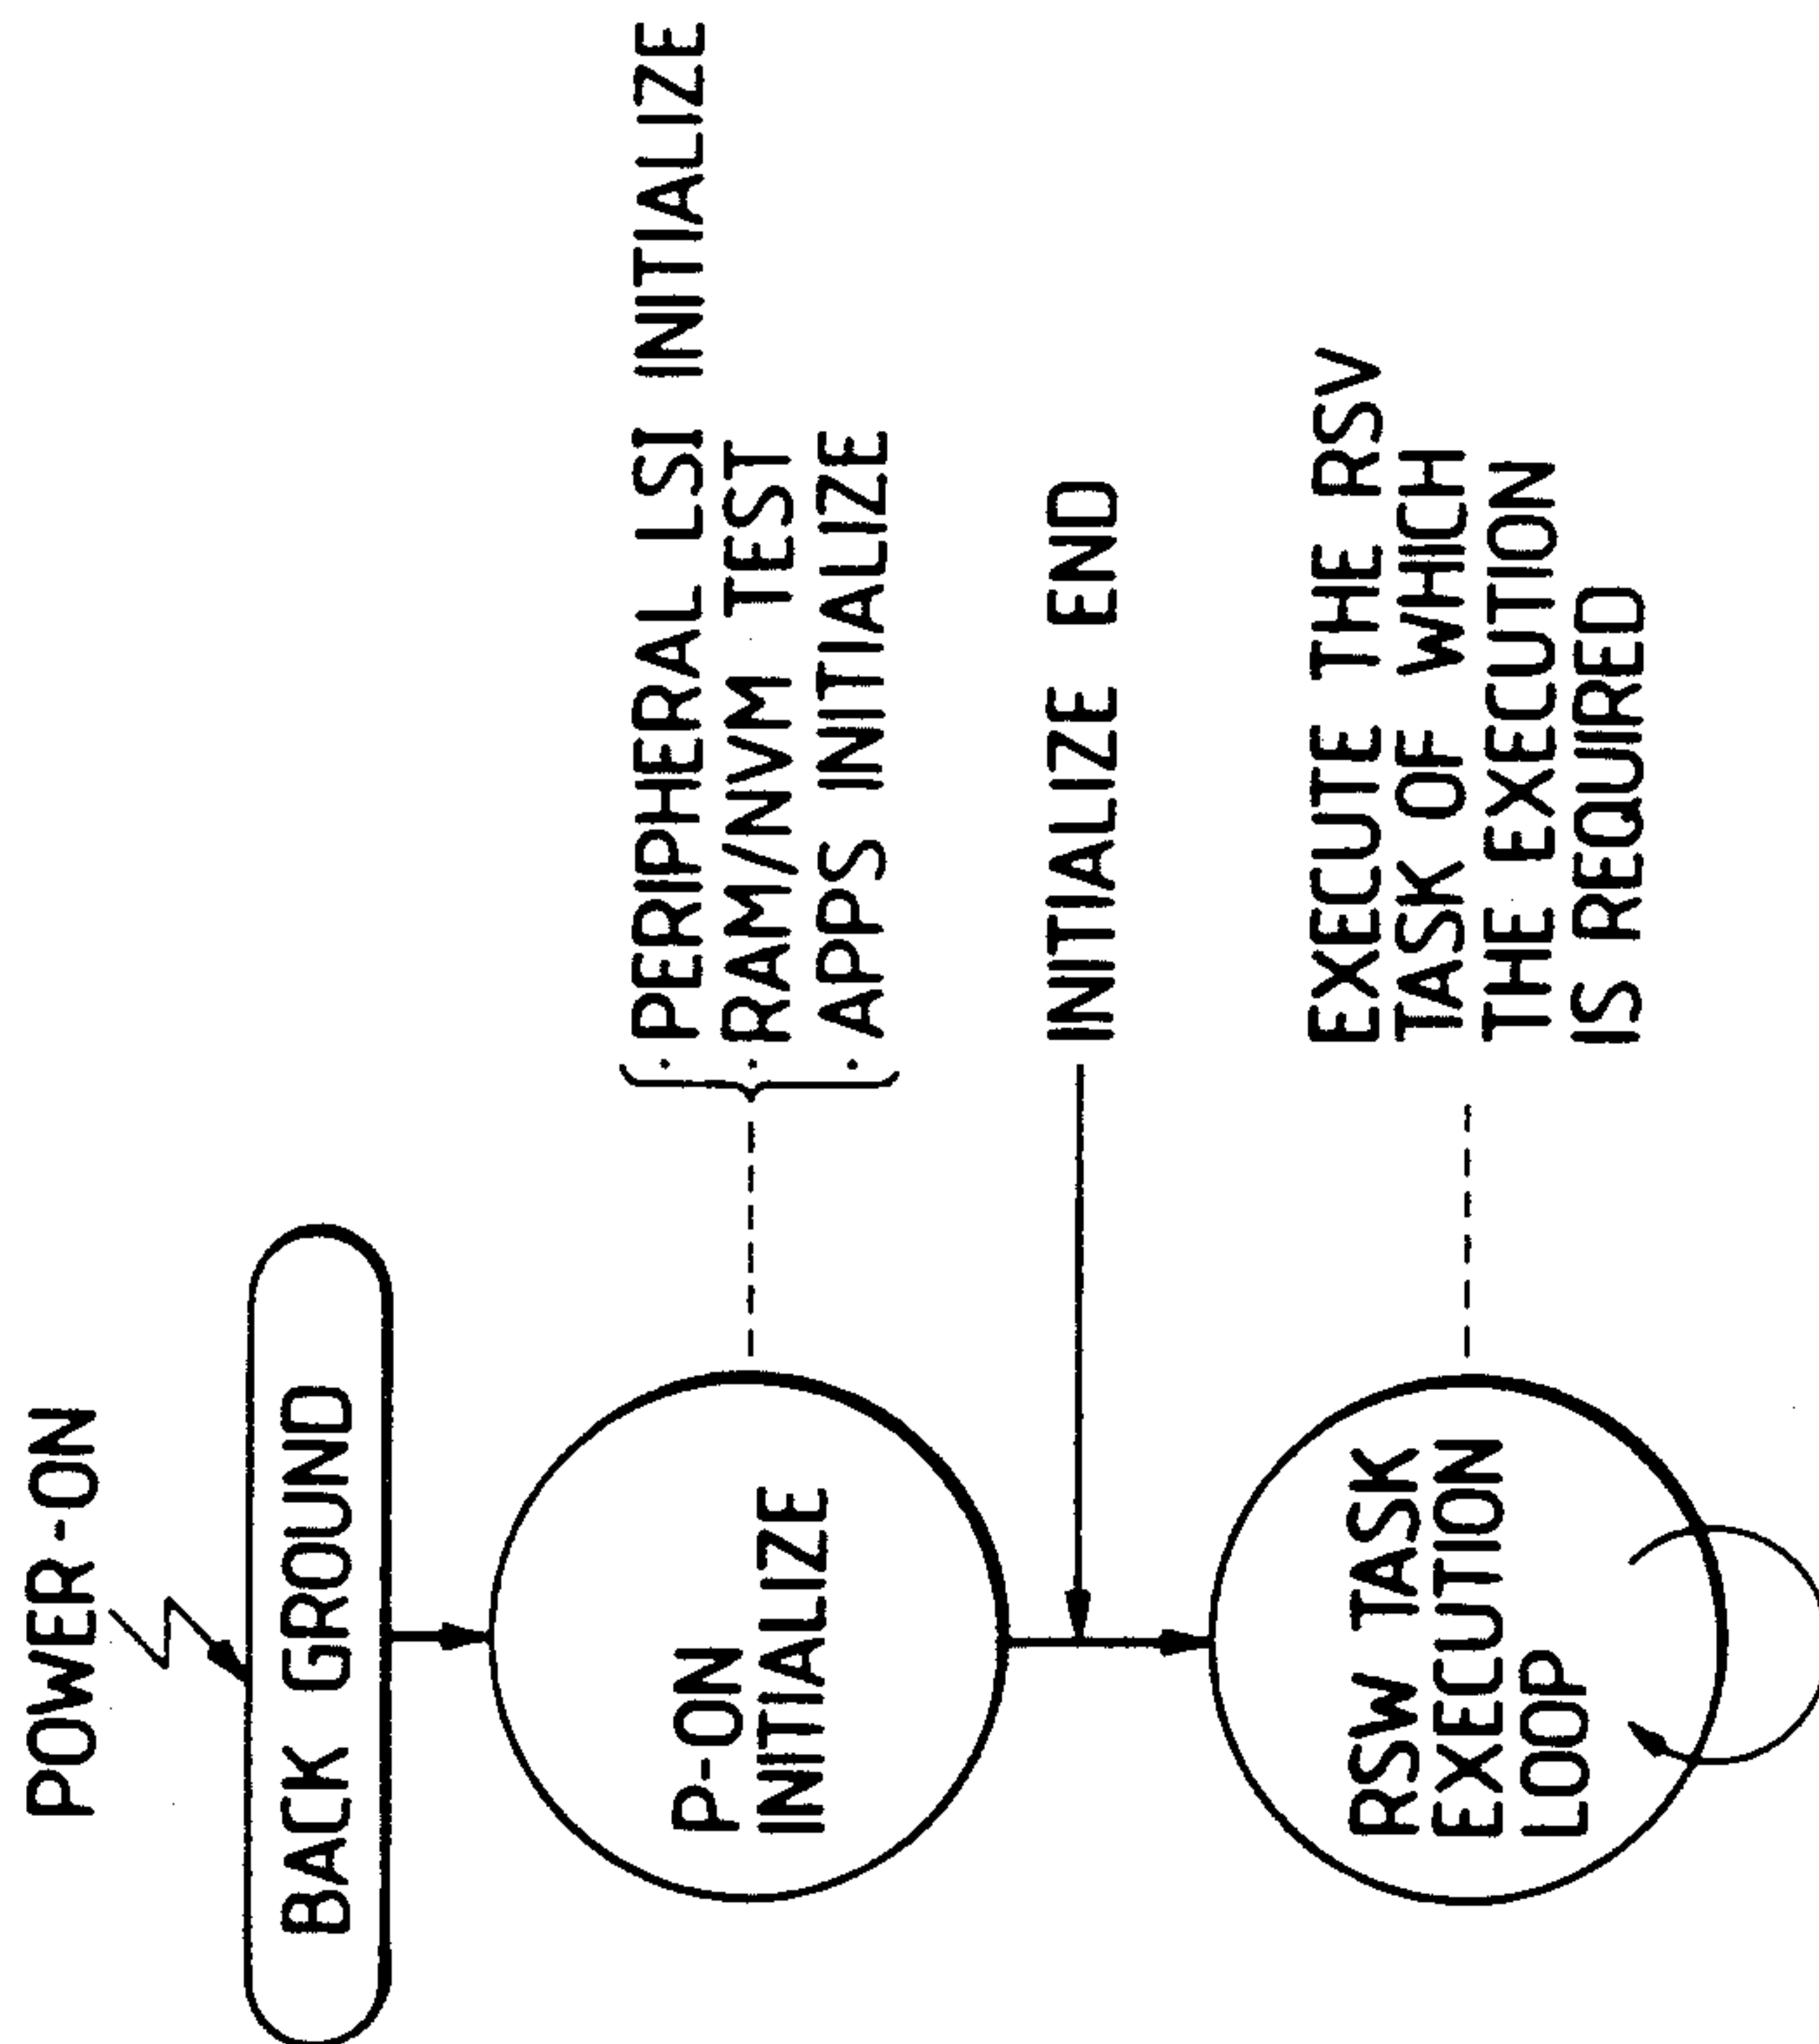 POWER-ON
BACK GROUND
P-ON
INITIALIZE
· PERIPHERAL LSI INITIALIZE
· RAM/NVM TEST
· APPS INITIALIZE
INITIALIZE END
RSW TASK
EXECUTION
LOOP
EXECUTE THE RSV
TASK OF WHICH
THE EXECUTION
IS REQUIRED